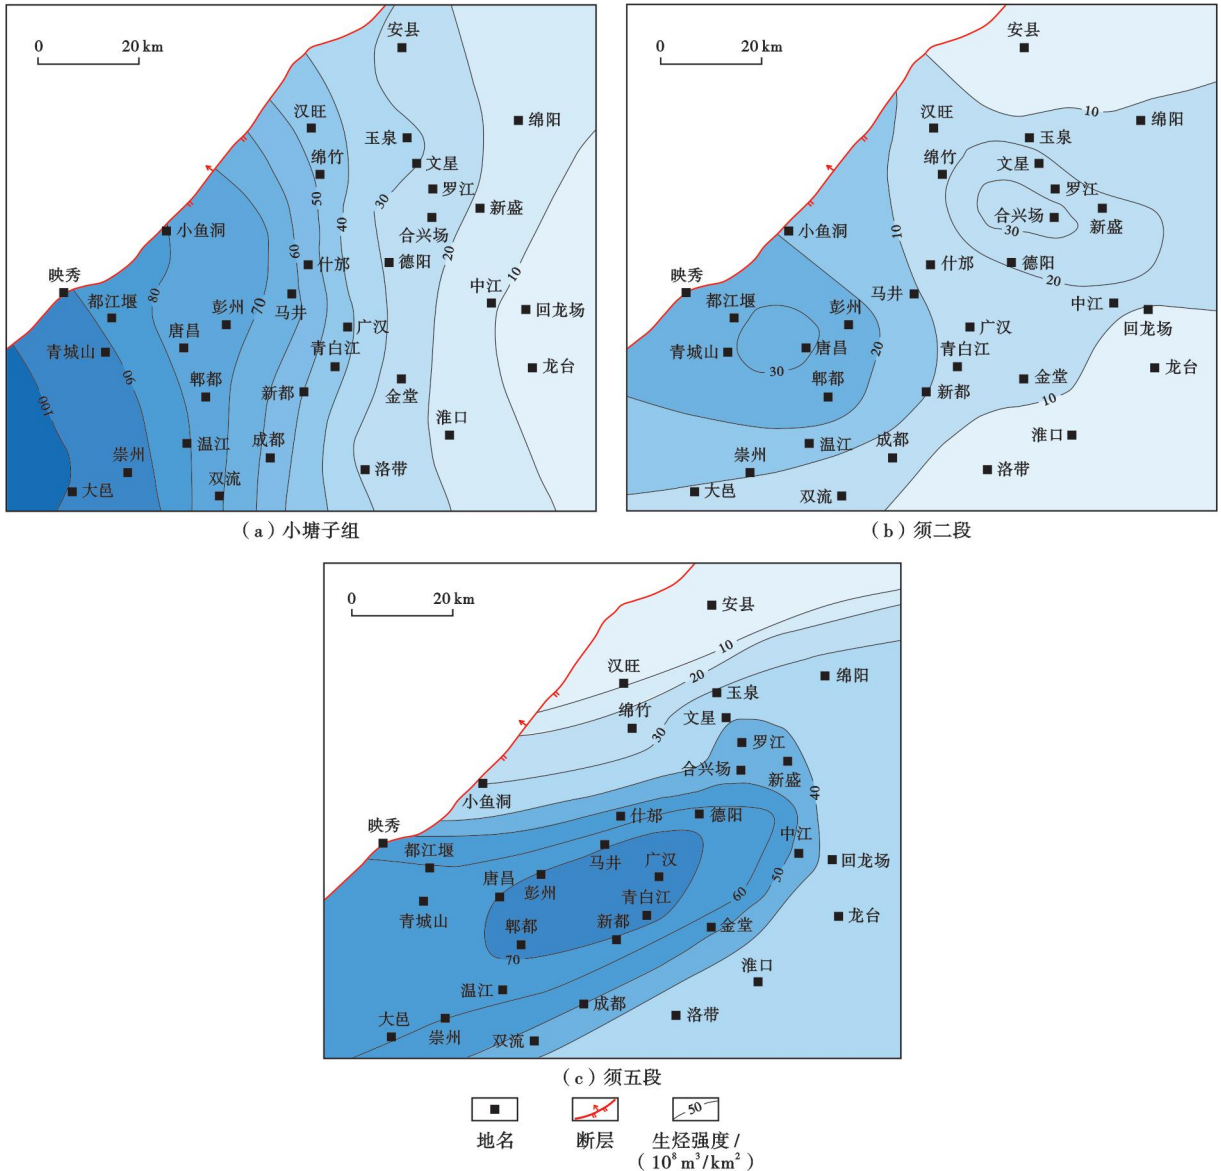 0 20 km
安县
汉旺
绵阳
玉泉
绵竹
文星
50
罗江
30
40
新盛
小鱼洞
合兴场
60
20
映秀
什邡
德阳
10
都江堰
80
彭州
70
马井
中江
回龙场
唐昌
广汉
青城山
青白江
90
郫都
新都
金堂
龙台
100
淮口
温江
成都
崇州
洛带
大邑
双流
(a)小塘子组
0 20 km
安县
10
汉旺
绵阳
玉泉
绵竹
文星
罗江
合兴场
新盛
小鱼洞
10
30
什邡
德阳
映秀
20
都江堰
彭州
马井
中江
回龙场
广汉
青城山
唐昌
20
青白江
30
郫都
新都
金堂
龙台
10
淮口
温江
成都
崇州
洛带
大邑
双流
(b)须二段
0 20 km
安县
10
汉旺
20
绵阳
玉泉
绵竹
文星
30
罗江
合兴场
新盛
小鱼洞
40
什邡
德阳
映秀
中江
都江堰
马井
广汉
回龙场
唐昌
彭州
50
60
青城山
青白江
龙台
郫都
新都
金堂
70
淮口
温江
成都
大邑
崇州
双流
洛带
(c)须五段
50
地名
断层
生烃强度/
(10⁸ m³/km²)